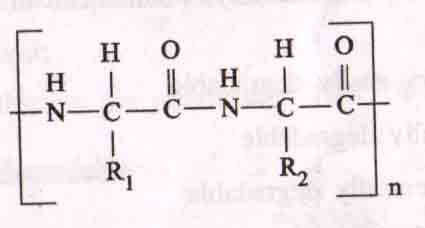 H O H O
H H
—N—C—C—N—C—C—
R₁ R₂
n